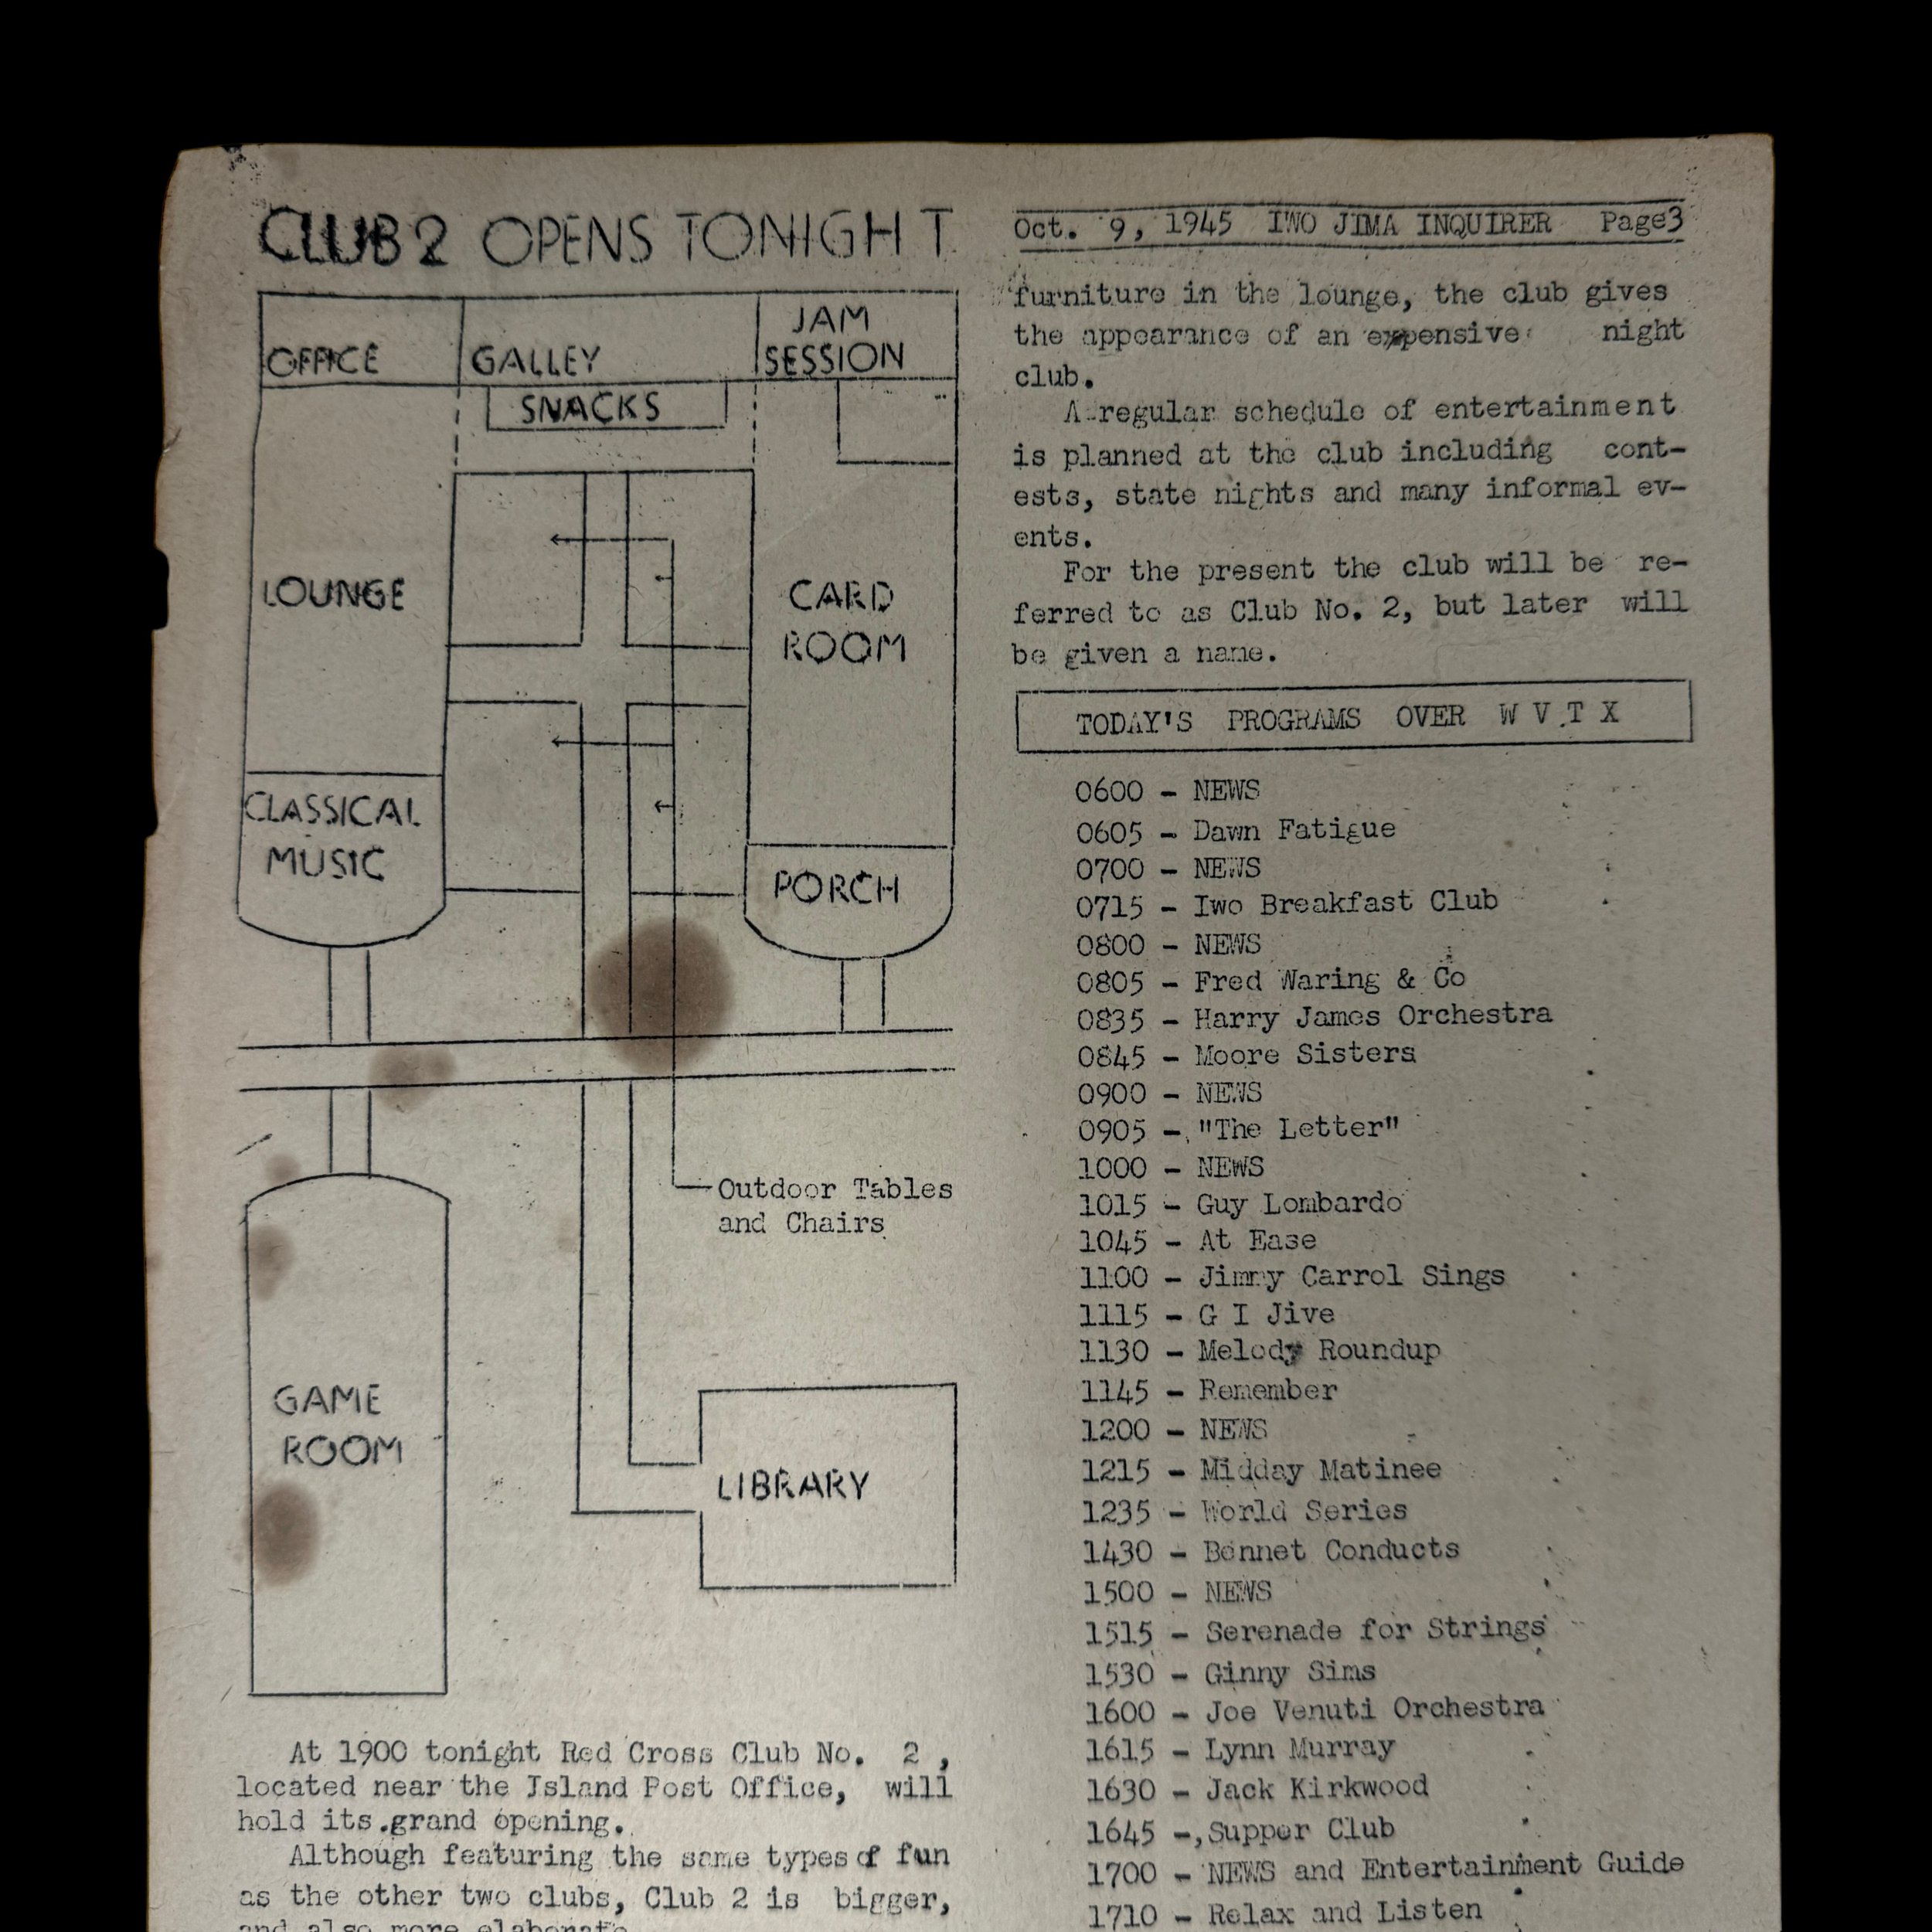 CLUB 2 OPENS TONIGHT
OFFICE
GALLEY
JAM
SESSION
SNACKS
LOUNGE
CARD
ROOM
CLASSICAL
MUSIC
PORCH
Outdoor Tables
and Chairs
GAME
ROOM
LIBRARY
At 1900 tonight Red Cross Club No. 2 ,
located near the Island Post Office, will
hold its grand opening.
Although featuring the same types of fun
as the other two clubs, Club 2 is bigger,
and also more elaborate
Oct. 9, 1945 IWO JIMA INQUIRER Page3
furniture in the lounge, the club gives
the appearance of an expensive night
club.
A regular schedule of entertainment
is planned at the club including cont-
ests, state nights and many informal ev-
ents.
For the present the club will be re-
ferred to as Club No. 2, but later will
be given a name.
TODAY'S PROGRAMS OVER W V T X
0600 - NEWS
0605 - Dawn Fatigue
0700 - NEWS
0715 - Iwo Breakfast Club
0800 - NEWS
0805 - Fred Waring & Co
0835 - Harry James Orchestra
0845 - Moore Sisters
0900 - NEWS
0905 - "The Letter"
1000 - NEWS
1015 - Guy Lombardo
1045 - At Ease
1100 - Jimmy Carrol Sings
1115 - G I Jive
1130 - Melody Roundup
1145 - Remember
1200 - NEWS
1215 - Midday Matinee
1235 - World Series
1430 - Bennet Conducts
1500 - NEWS
1515 - Serenade for Strings
1530 - Ginny Sims
1600 - Joe Venuti Orchestra
1615 - Lynn Murray
1630 - Jack Kirkwood
1645 -, Supper Club
1700 - NEWS and Entertainment Guide
1710 - Relax and Listen